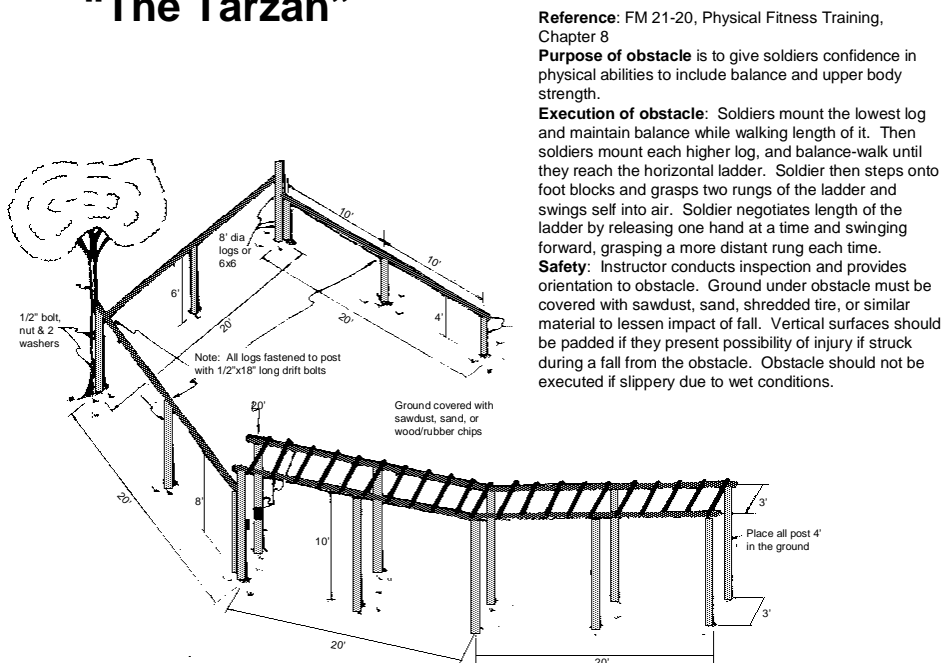 “The Tarzan”
Reference: FM 21-20, Physical Fitness Training,
Chapter 8
Purpose of obstacle is to give soldiers confidence in
physical abilities to include balance and upper body
strength.
Execution of obstacle:  Soldiers mount the lowest log
and maintain balance while walking length of it.  Then
soldiers mount each higher log, and balance-walk until
they reach the horizontal ladder.  Soldier then steps onto
foot blocks and grasps two rungs of the ladder and
swings self into air.  Soldier negotiates length of the
ladder by releasing one hand at a time and swinging
forward, grasping a more distant rung each time.
Safety:  Instructor conducts inspection and provides
orientation to obstacle.  Ground under obstacle must be
covered with sawdust, sand, shredded tire, or similar
material to lessen impact of fall.  Vertical surfaces should
be padded if they present possibility of injury if struck
during a fall from the obstacle.  Obstacle should not be
executed if slippery due to wet conditions.
10’
8’ dia
logs or
6x6
10’
6’
4’
20’
20’
1/2” bolt,
nut & 2
washers
Note:  All logs fastened to post
with 1/2”x18” long drift bolts
20’
Ground covered with
sawdust, sand, or
wood/rubber chips
20’
8’
3’
10’
Place all post 4’
in the ground
3’
20’
20’